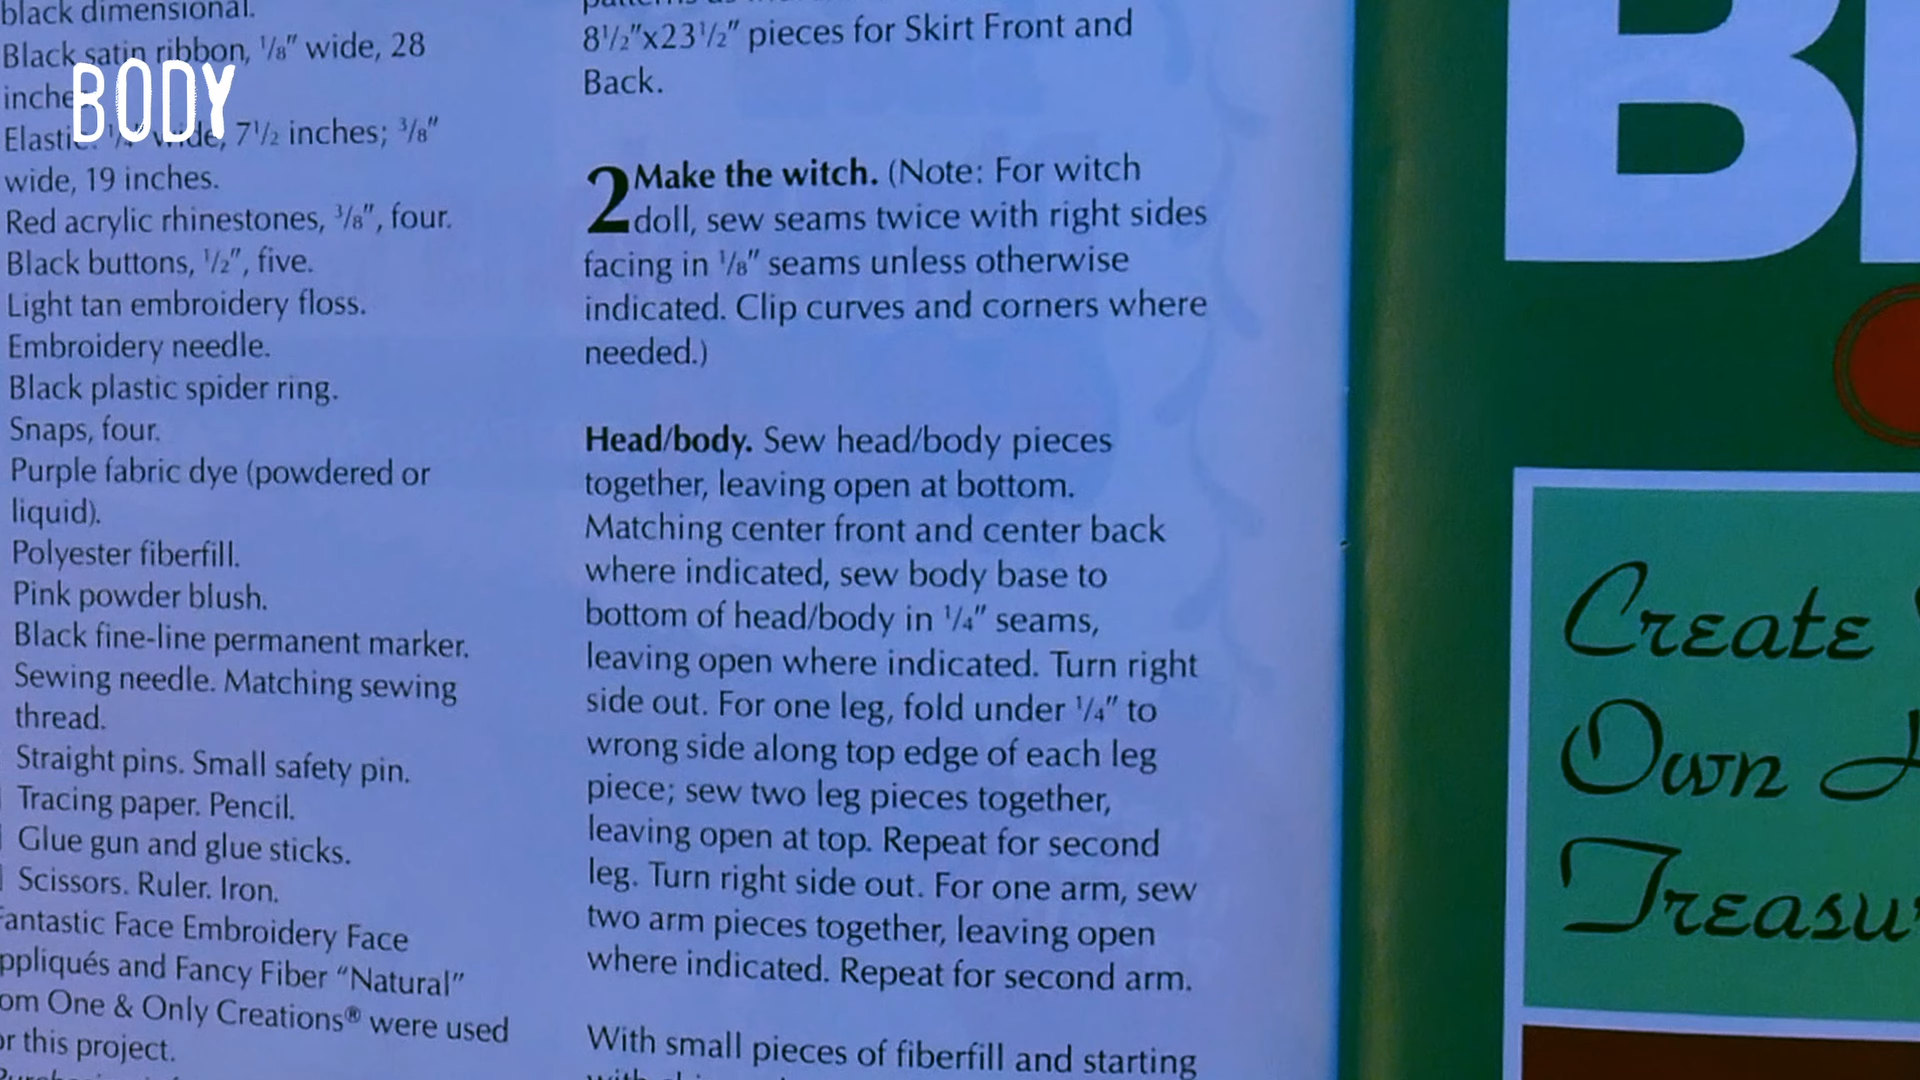 BODY
black dimensional.
Black satin ribbon, 1/8" wide, 28
inche
Elastic: 1/4" wide, 7 1/2 inches; 3/8"
wide, 19 inches.
Red acrylic rhinestones, 3/8", four.
Black buttons, 1/2", five.
Light tan embroidery floss.
Embroidery needle.
Black plastic spider ring.
Snaps, four.
Purple fabric dye (powdered or
liquid).
Polyester fiberfill.
Pink powder blush.
Black fine-line permanent marker.
Sewing needle. Matching sewing
thread.
Straight pins. Small safety pin.
Tracing paper. Pencil.
Glue gun and glue sticks.
Scissors. Ruler. Iron.
antastic Face Embroidery Face
ppliqués and Fancy Fiber “Natural”
om One & Only Creations® were used
or this project.
8 1/2"x23 1/2" pieces for Skirt Front and
Back.
2 Make the witch. (Note: For witch
doll, sew seams twice with right sides
facing in 1/8" seams unless otherwise
indicated. Clip curves and corners where
needed.)
Head/body. Sew head/body pieces
together, leaving open at bottom.
Matching center front and center back
where indicated, sew body base to
bottom of head/body in 1/4" seams,
leaving open where indicated. Turn right
side out. For one leg, fold under 1/4" to
wrong side along top edge of each leg
piece; sew two leg pieces together,
leaving open at top. Repeat for second
leg. Turn right side out. For one arm, sew
two arm pieces together, leaving open
where indicated. Repeat for second arm.
With small pieces of fiberfill and starting
B
Create
Own
Treasu